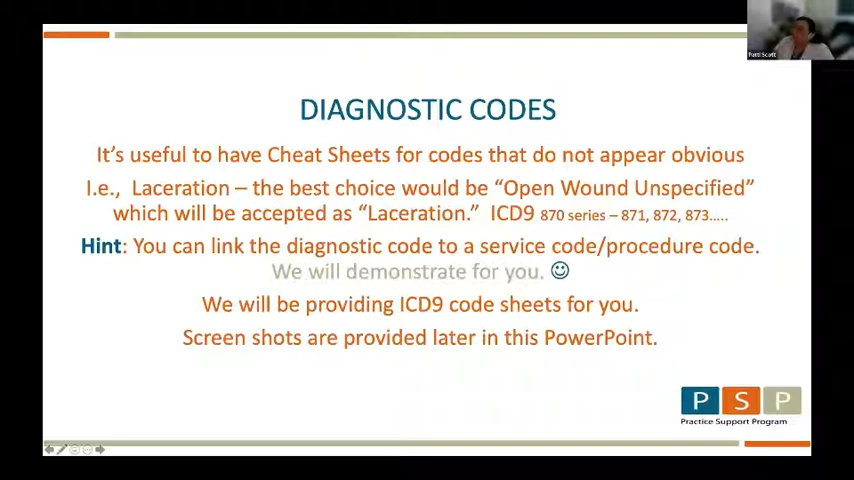 Patti Scott
DIAGNOSTIC CODES
It's useful to have Cheat Sheets for codes that do not appear obvious
I.e., Laceration – the best choice would be "Open Wound Unspecified"
which will be accepted as "Laceration." ICD9 870 series – 871, 872, 873.....
Hint: You can link the diagnostic code to a service code/procedure code.
We will demonstrate for you. ☺
We will be providing ICD9 code sheets for you.
Screen shots are provided later in this PowerPoint.
P S P
Practice Support Program